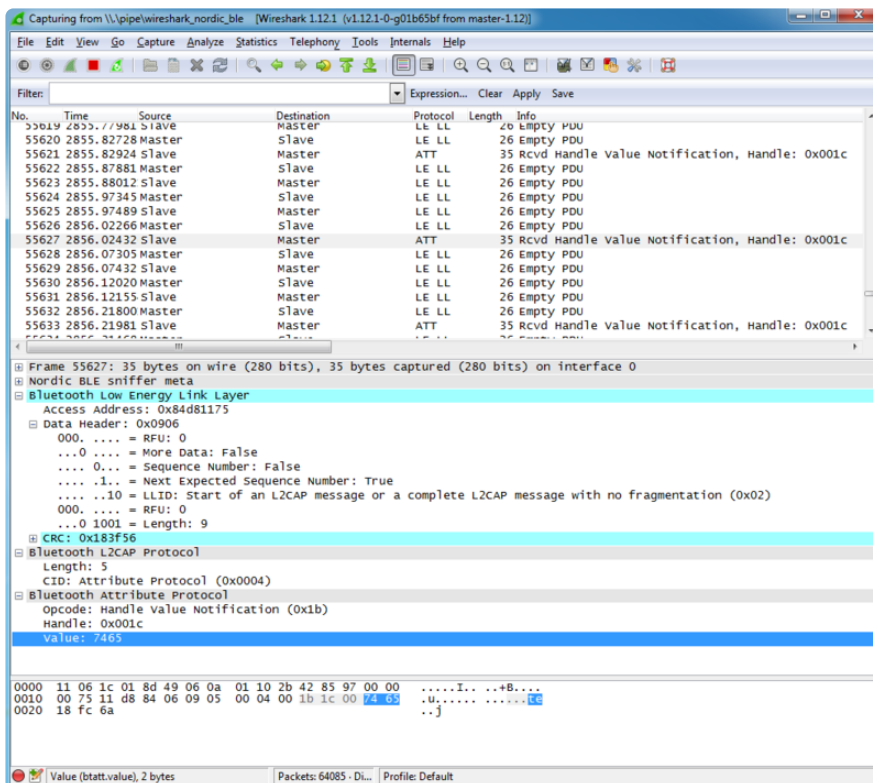 Capturing from \\.\pipe\wireshark_nordic_ble [Wireshark 1.12.1 (v1.12.1-0-g01b65bf from master-1.12)]
File Edit View Go Capture Analyze Statistics Telephony Tools Internals Help
Filter: Expression... Clear Apply Save
No. Time Source Destination Protocol Length Info
55619 2855.77981 Slave Master LE LL 26 Empty PDU
55620 2855.82728 Master Slave LE LL 26 Empty PDU
55621 2855.82924 Slave Master ATT 35 Rcvd Handle Value Notification, Handle: 0x001c
55622 2855.87881 Master Slave LE LL 26 Empty PDU
55623 2855.88012 Slave Master LE LL 26 Empty PDU
55624 2855.97345 Master Slave LE LL 26 Empty PDU
55625 2855.97489 Slave Master LE LL 26 Empty PDU
55626 2856.02266 Master Slave LE LL 26 Empty PDU
55627 2856.02432 Slave Master ATT 35 Rcvd Handle Value Notification, Handle: 0x001c
55628 2856.07305 Master Slave LE LL 26 Empty PDU
55629 2856.07432 Slave Master LE LL 26 Empty PDU
55630 2856.12020 Master Slave LE LL 26 Empty PDU
55631 2856.12155 Slave Master LE LL 26 Empty PDU
55632 2856.21800 Master Slave LE LL 26 Empty PDU
55633 2856.21981 Slave Master ATT 35 Rcvd Handle Value Notification, Handle: 0x001c
Frame 55627: 35 bytes on wire (280 bits), 35 bytes captured (280 bits) on interface 0
Nordic BLE sniffer meta
Bluetooth Low Energy Link Layer
Access Address: 0x84d81175
Data Header: 0x0906
000. .... = RFU: 0
...0 .... = More Data: False
.... 0... = Sequence Number: False
.... .1.. = Next Expected Sequence Number: True
.... ..10 = LLID: Start of an L2CAP message or a complete L2CAP message with no fragmentation (0x02)
000. .... = RFU: 0
...0 1001 = Length: 9
CRC: 0x183f56
Bluetooth L2CAP Protocol
Length: 5
CID: Attribute Protocol (0x0004)
Bluetooth Attribute Protocol
Opcode: Handle Value Notification (0x1b)
Handle: 0x001c
Value: 7465
0000 11 06 1c 01 8d 49 06 0a 01 10 2b 42 85 97 00 00 .....I.. ..+B....
0010 00 75 11 d8 84 06 09 05 00 04 00 1b 1c 00 74 65 .u...... ......te
0020 18 fc 6a ..j
Value (btatt.value), 2 bytes Packets: 64085 · Di... Profile: Default